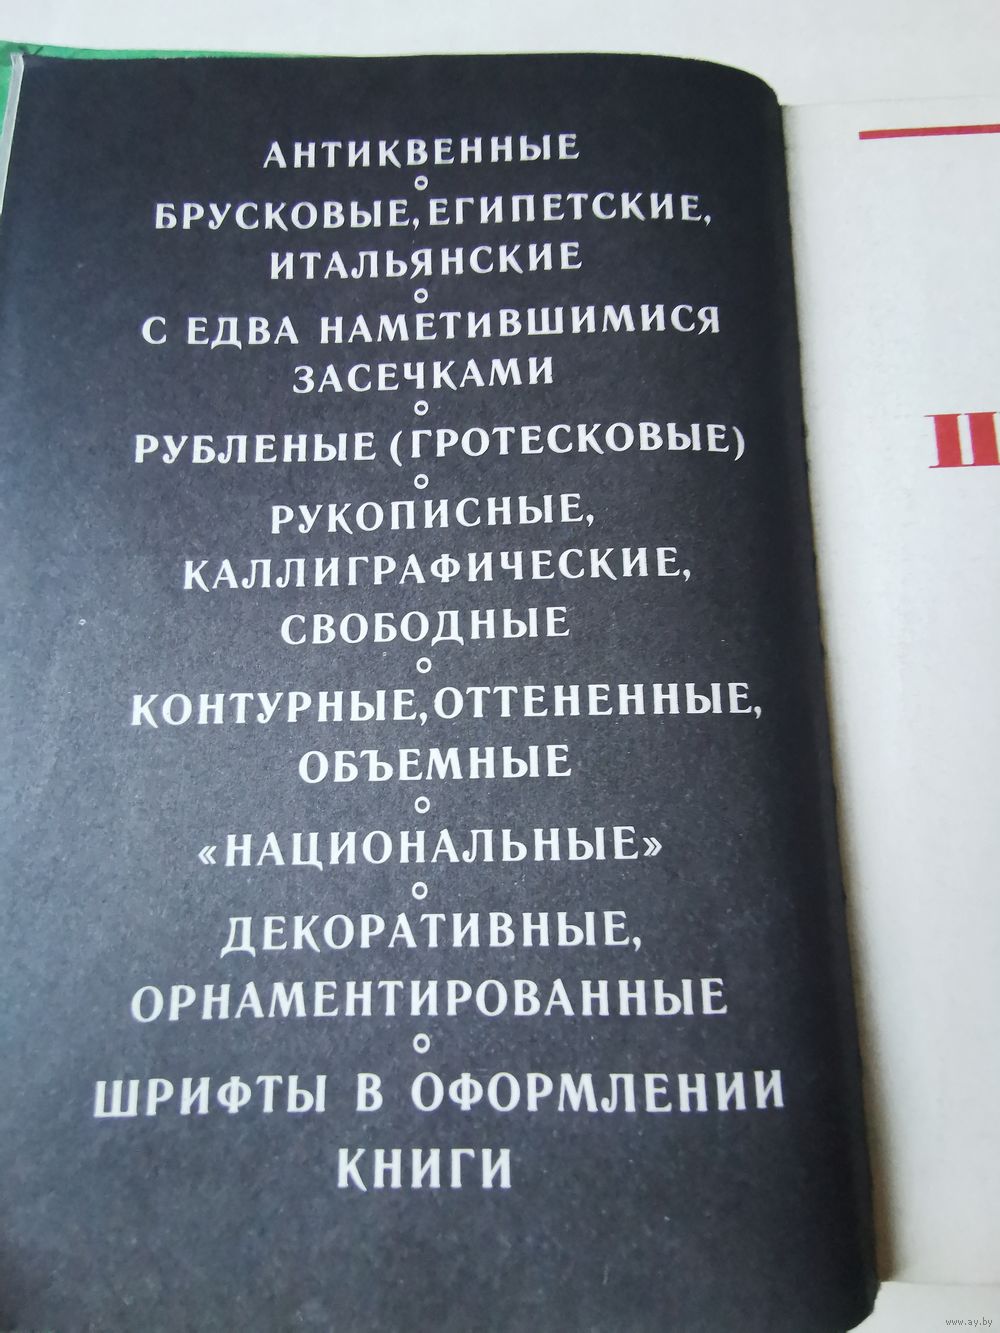 АНТИКВЕННЫЕ
БРУСКОВЫЕ, ЕГИПЕТСКИЕ,
ИТАЛЬЯНСКИЕ
С ЕДВА НАМЕТИВШИМИСЯ
ЗАСЕЧКАМИ
РУБЛЕНЫЕ (ГРОТЕСКОВЫЕ)
РУКОПИСНЫЕ,
КАЛЛИГРАФИЧЕСКИЕ,
СВОБОДНЫЕ
КОНТУРНЫЕ, ОТТЕНЕННЫЕ,
ОБЪЕМНЫЕ
«НАЦИОНАЛЬНЫЕ»
ДЕКОРАТИВНЫЕ,
ОРНАМЕНТИРОВАННЫЕ
ШРИФТЫ В ОФОРМЛЕНИИ
КНИГИ
www.ay.by